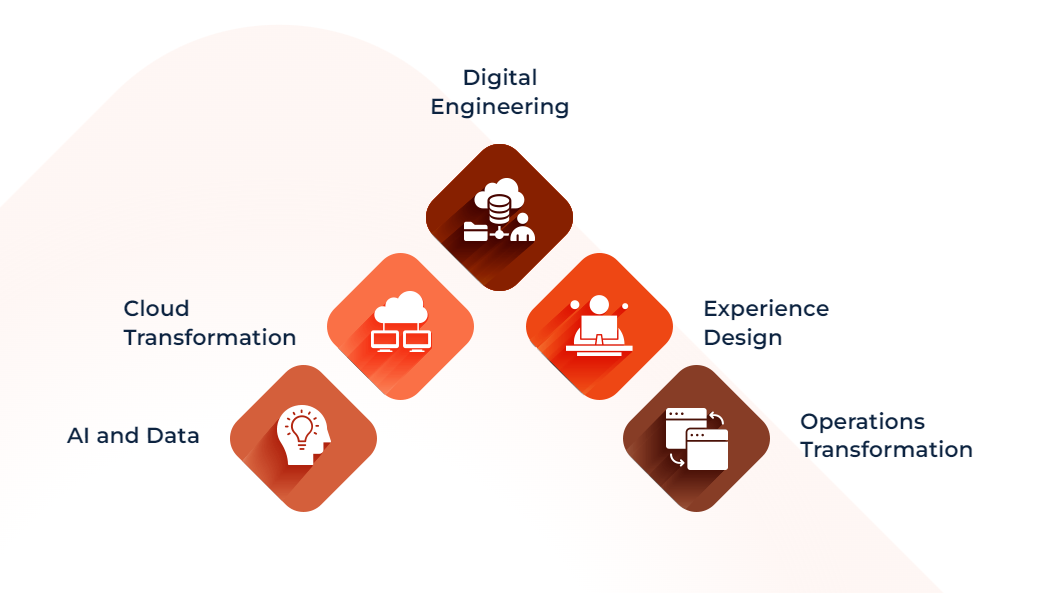 Digital
Engineering
Cloud
Transformation
Experience
Design
AI and Data
Operations
Transformation